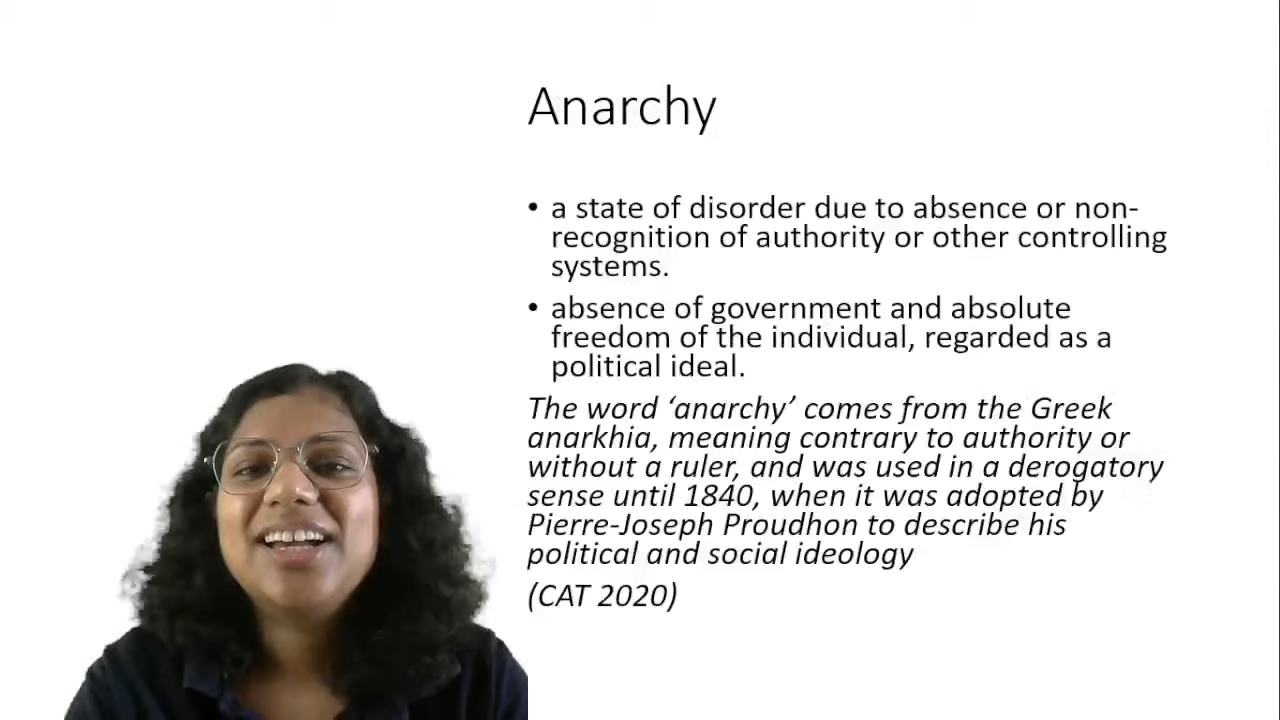 Anarchy
• a state of disorder due to absence or non-
recognition of authority or other controlling
systems.
• absence of government and absolute
freedom of the individual, regarded as a
political ideal.
The word ‘anarchy’ comes from the Greek
anarkhia, meaning contrary to authority or
without a ruler, and was used in a derogatory
sense until 1840, when it was adopted by
Pierre-Joseph Proudhon to describe his
political and social ideology
(CAT 2020)